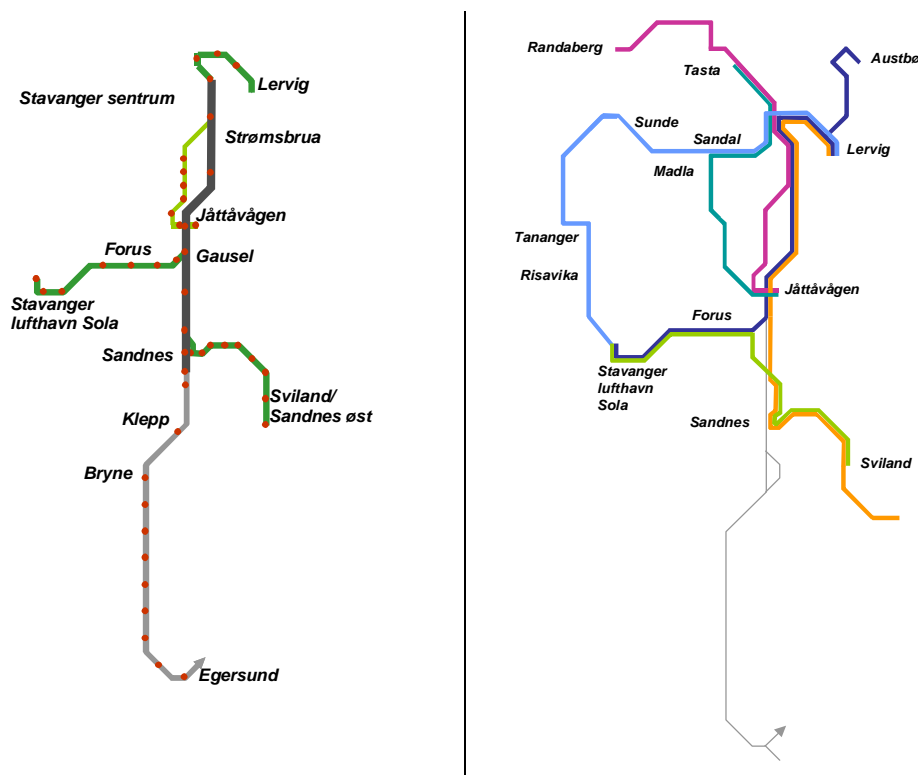 Lervig
Stavanger sentrum
Strømsbrua
Jåttåvågen
Forus
Gausel
Stavanger
lufthavn Sola
Sandnes
Sviland/
Sandnes øst
Klepp
Bryne
Egersund
Randaberg
Austbø
Tasta
Sunde
Sandal
Lervig
Madla
Tananger
Risavika
Jåttåvågen
Forus
Stavanger
lufthavn
Sola
Sandnes
Sviland